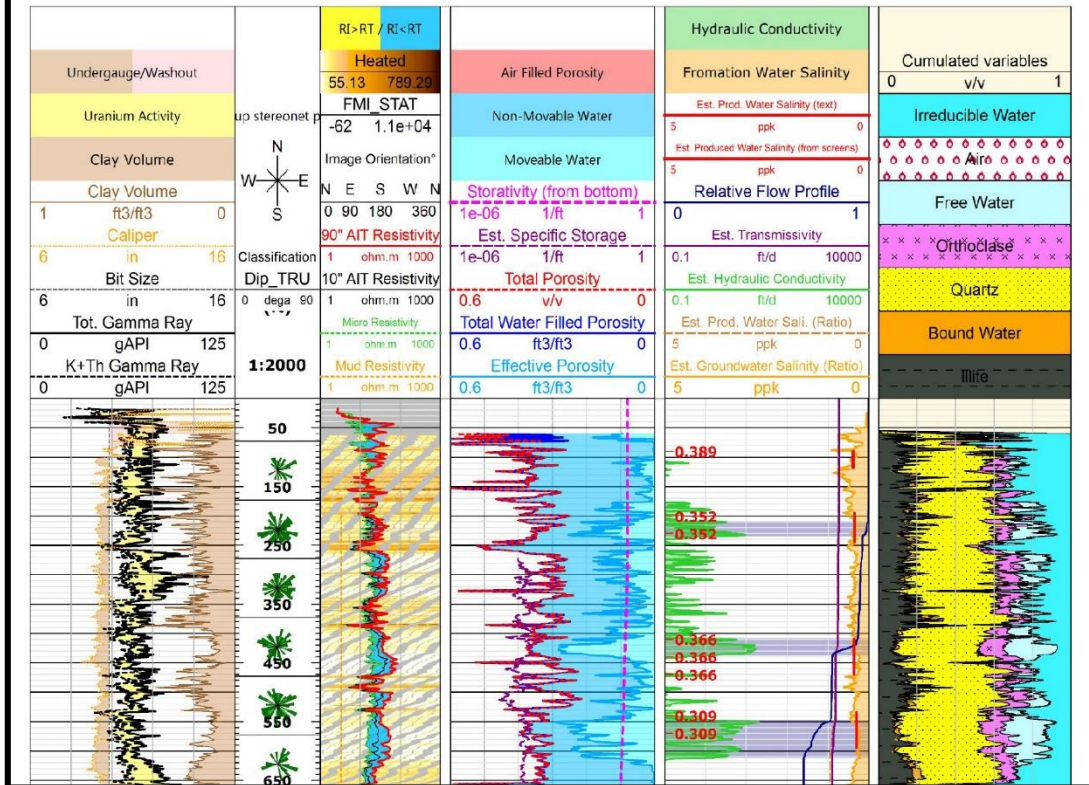 Undergauge/Washout
Uranium Activity
Clay Volume
Clay Volume
1 ft3/ft3 0
Caliper
6 in 16
Bit Size
6 in 16
Tot. Gamma Ray
0 gAPI 125
K+Th Gamma Ray
0 gAPI 125
up stereonet p
N
W E
S
Classification
Dip_TRU
0 dega 90
1:2000
50
150
250
350
450
550
650
RI>RT / RI<RT
Heated
55.13 789.29
FMI_STAT
-62 1.1e+04
Image Orientation°
N E S W N
0 90 180 360
90" AIT Resistivity
1 ohm.m 1000
10" AIT Resistivity
1 ohm.m 1000
Micro Resistivity
1 ohm.m 1000
Mud Resistivity
1 ohm.m 1000
Air Filled Porosity
Non-Movable Water
Moveable Water
Storativity (from bottom)
1e-06 1/ft 1
Est. Specific Storage
1e-06 1/ft 1
Total Porosity
0.6 v/v 0
Total Water Filled Porosity
0.6 ft3/ft3 0
Effective Porosity
0.6 ft3/ft3 0
Hydraulic Conductivity
Fromation Water Salinity
Est. Prod. Water Salinity (text)
5 ppk 0
Est. Produced Water Salinity (from screens)
5 ppk 0
Relative Flow Profile
0 1
Est. Transmissivity
0.1 ft/d 10000
Est. Hydraulic Conductivity
0.1 ft/d 10000
Est. Prod. Water Sali. (Ratio)
5 ppk 0
Est. Groundwater Salinity (Ratio)
5 ppk 0
0.389
0.352
0.352
0.366
0.366
0.366
0.309
0.309
Cumulated variables
0 v/v 1
Irreducible Water
Air
Free Water
Orthoclase
Quartz
Bound Water
Illite